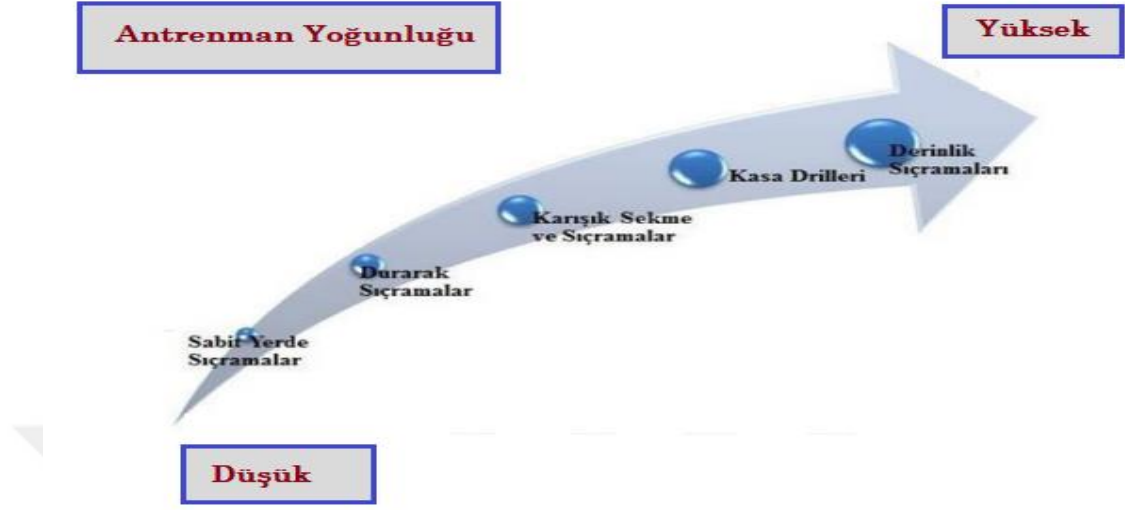 Antrenman Yoğunluğu
Yüksek
Derinlik
Sıçramaları
Kasa Drilleri
Karışık Sekme
ve Sıçramalar
Durarak
Sıçramalar
Sabit Yerde
Sıçramalar
Düşük